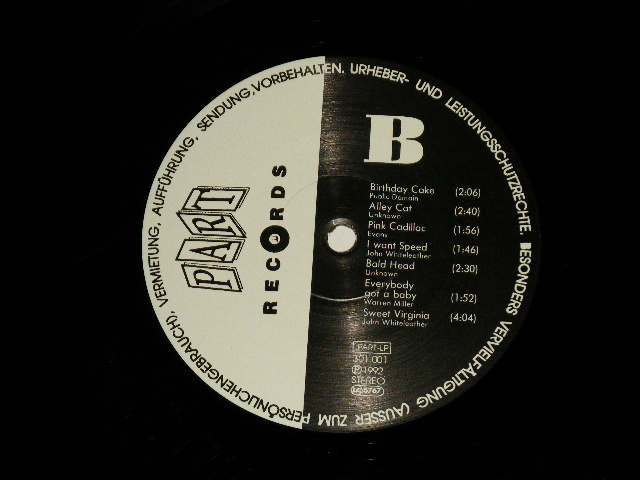 URHEBER- UND LEISTUNGSSCHUTZRECHTE, BESONDERS VERVIELFÄLTIGUNG (AUSSER ZUM PERSÖNLICHENGEBRAUCH), VERMIETUNG, AUFFÜHRUNG, SENDUNG, VORBEHALTEN.
PART
RECORDS
B
Birthday Cake (2:06)
Public Domain
Alley Cat (2:40)
Unknown
Pink Cadillac (1:56)
Evans
I want Speed (1:46)
John Whiteleather
Bald Head (2:30)
Unknown
Everybody
got a baby (1:52)
Warren Miller
Sweet Virginia (4:04)
John Whiteleather
PART-LP
301.001
Ⓟ 1992
STEREO